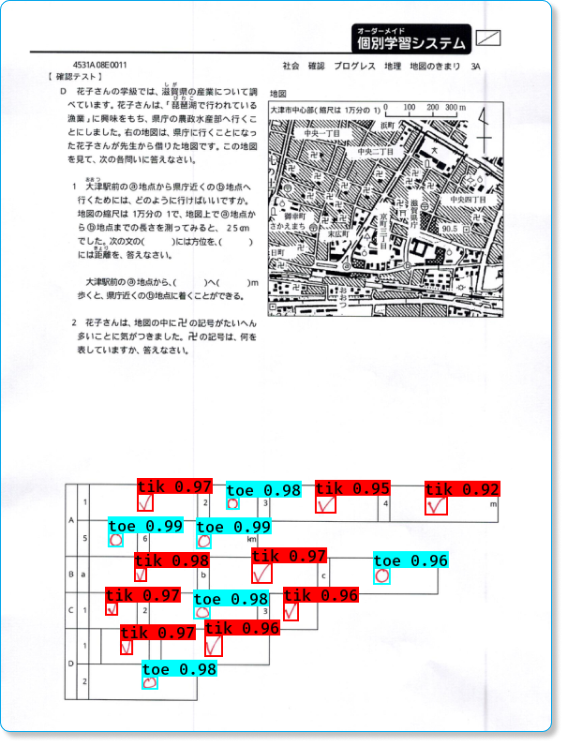 オーダーメイド
個別学習システム
4531A08E0011
社会 確認 プログレス 地理 地図のきまり 3A
【 確認テスト】
D 花子さんの学級では、滋賀県の産業について調
べています。花子さんは、「琵琶湖で行われている
漁業」に興味をもち、県庁の農政水産部へ行くこ
とにしました。右の地図は、県庁に行くことになっ
た花子さんが先生から借りた地図です。この地図
を見て、次の各問いに答えなさい。
1 大津駅前のⓐ地点から県庁近くのⓑ地点へ
行くためには、どのように行けばいいですか。
地図の縮尺は 1万分の 1で、地図上でⓐ地点か
らⓑ地点までの長さを測ってみると、 2.5cm
でした。次の文の( )には方位を、( )
には距離を、答えなさい。
大津駅前のⓐ地点から、( )へ( )m
歩くと、県庁近くのⓑ地点に着くことができる。
2 花子さんは、地図の中に卍の記号がたいへん
多いことに気がつきました。卍の記号は、何を
表していますか、答えなさい。
地図
大津市中心部(縮尺は 1万分の 1)
0 100 200 300 m
浜町
中央一丁目
中央二丁目
大
滋賀県庁
中央四丁目
御幸町
さかえまち
京町三丁目
末広町
90.5
日町
おおつ
tik 0.97
toe 0.98
tik 0.95
tik 0.92
A 1 2 3 4 m
toe 0.99
toe 0.99
5 6
tik 0.98
tik 0.97
toe 0.96
B a b c
tik 0.97
toe 0.98
tik 0.96
C 1 2 3
tik 0.97
tik 0.96
D 1
toe 0.98
2